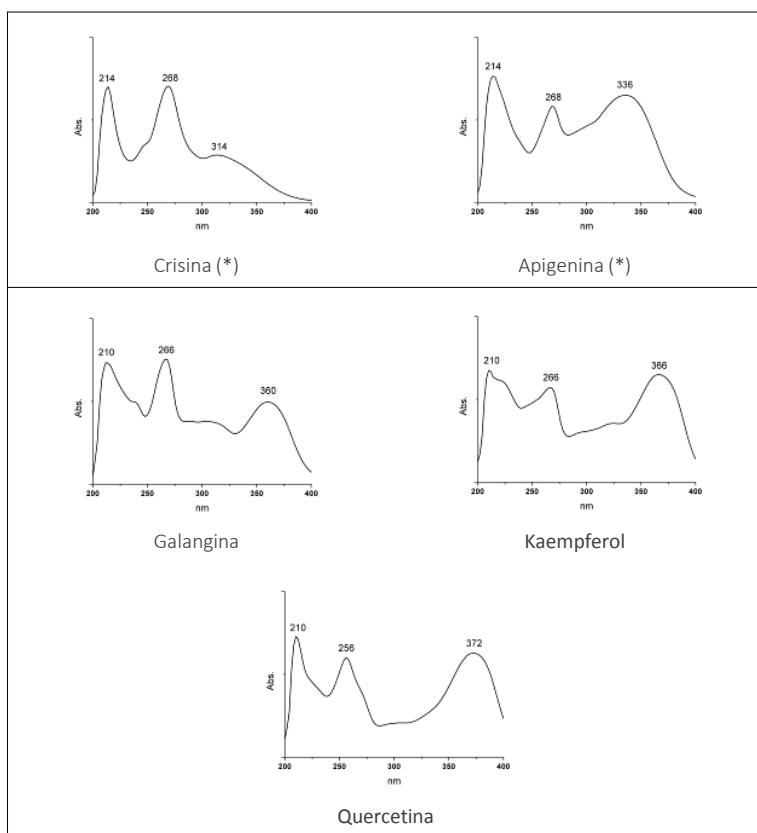 214 268 314
Abs.
200 250 300 350 400
nm
Crisina (*)
214 268 336
Abs.
200 250 300 350 400
nm
Apigenina (*)
210 266 360
Abs.
200 250 300 350 400
nm
Galangina
210 266 366
Abs.
200 250 300 350 400
nm
Kaempferol
210 256 372
Abs.
200 250 300 350 400
nm
Quercetina